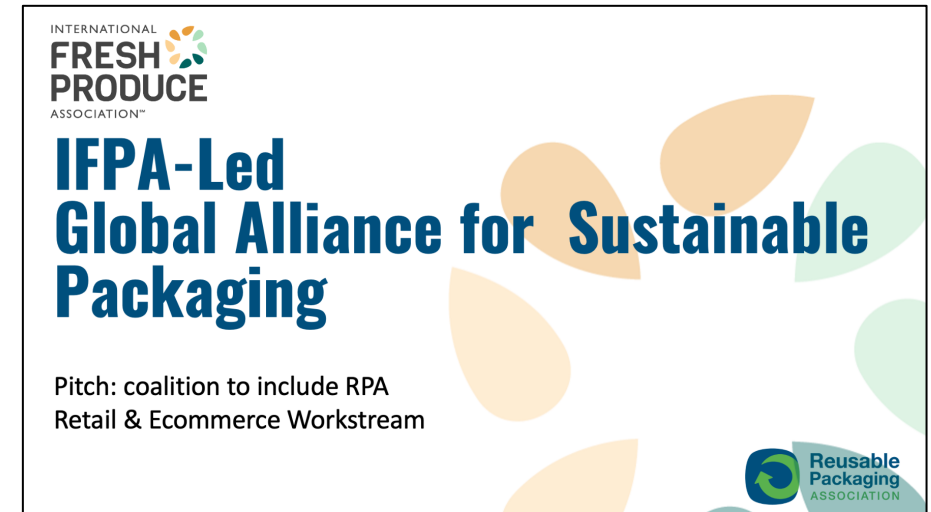 INTERNATIONAL
FRESH
PRODUCE
ASSOCIATION™
IFPA-Led
Global Alliance for  Sustainable
Packaging
Pitch: coalition to include RPA
Retail & Ecommerce Workstream
Reusable
Packaging
ASSOCIATION